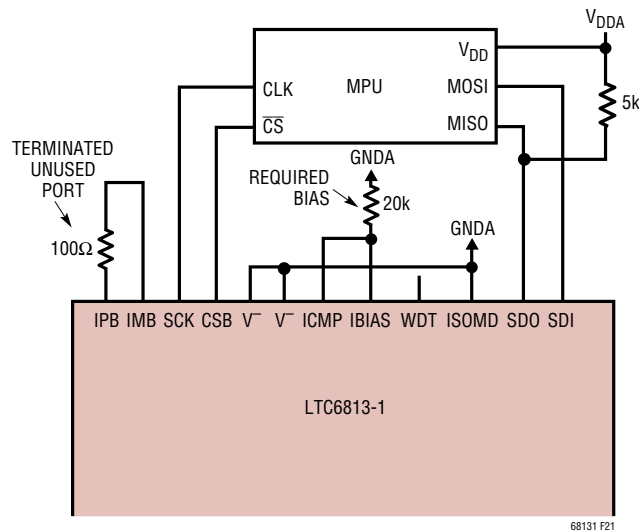 VDDA
VDD
CLK MPU MOSI
5k
CS MISO
TERMINATED
UNUSED
PORT
GNDA
REQUIRED
BIAS
20k
GNDA
100Ω
IPB IMB SCK CSB V– V– ICMP IBIAS WDT ISOMD SDO SDI
LTC6813-1
68131 F21